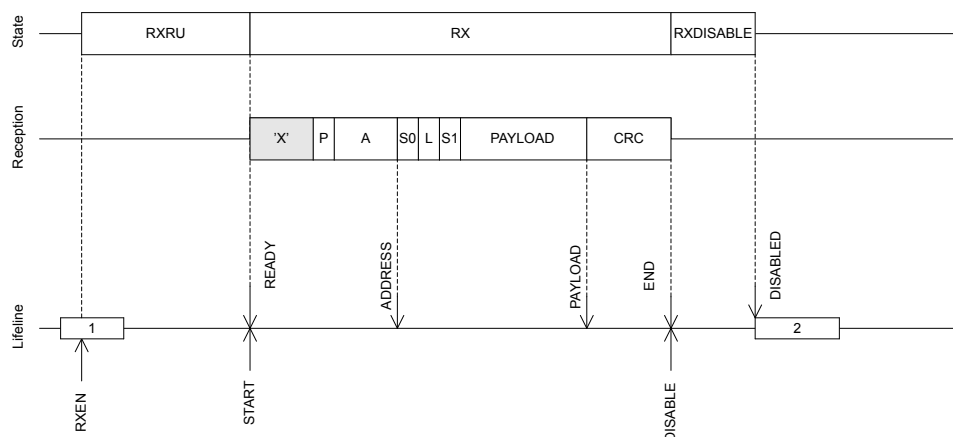 State
RXRU
RX
RXDISABLE
Reception
'X'
P
A
S0
L
S1
PAYLOAD
CRC
READY
ADDRESS
PAYLOAD
END
DISABLED
Lifeline
1
2
RXEN
START
DISABLE